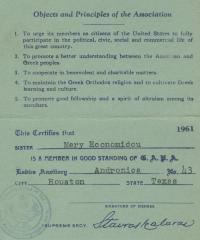 Objects and Principles of the Association
1. To urge its members as citizens of the United States to fully
participate in the political, civic, social and commercial life of
this great country.
2. To promote a better understanding between the American and
Greek peoples.
3. To cooperate in benevolent and charitable matters.
4. To maintain the Greek Orthodox religion and to cultivate Greek
learning and culture.
5. To promote good fellowship and a spirit of altruism among its
members.
This Certifies that 1961
SISTER Mery Economidou
IS A MEMBER IN GOOD STANDING OF G.A.P.A.
Ladies Auxiliary Andronica No. 43
CITY Houston STATE Texas
SIGNATURE OF MEMBER
SUPREME SECY.